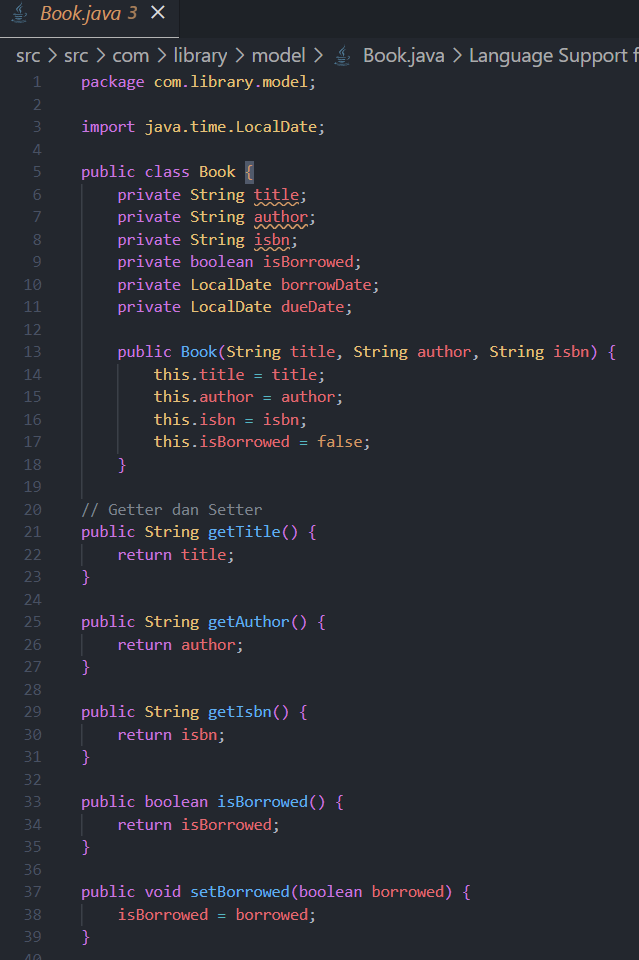 Book.java 3
src > src > com > library > model > Book.java > Language Support f
1 package com.library.model;
2
3 import java.time.LocalDate;
4
5 public class Book {
6     private String title;
7     private String author;
8     private String isbn;
9     private boolean isBorrowed;
10     private LocalDate borrowDate;
11     private LocalDate dueDate;
12
13     public Book(String title, String author, String isbn) {
14         this.title = title;
15         this.author = author;
16         this.isbn = isbn;
17         this.isBorrowed = false;
18     }
19
20 // Getter dan Setter
21 public String getTitle() {
22     return title;
23 }
24
25 public String getAuthor() {
26     return author;
27 }
28
29 public String getIsbn() {
30     return isbn;
31 }
32
33 public boolean isBorrowed() {
34     return isBorrowed;
35 }
36
37 public void setBorrowed(boolean borrowed) {
38     isBorrowed = borrowed;
39 }